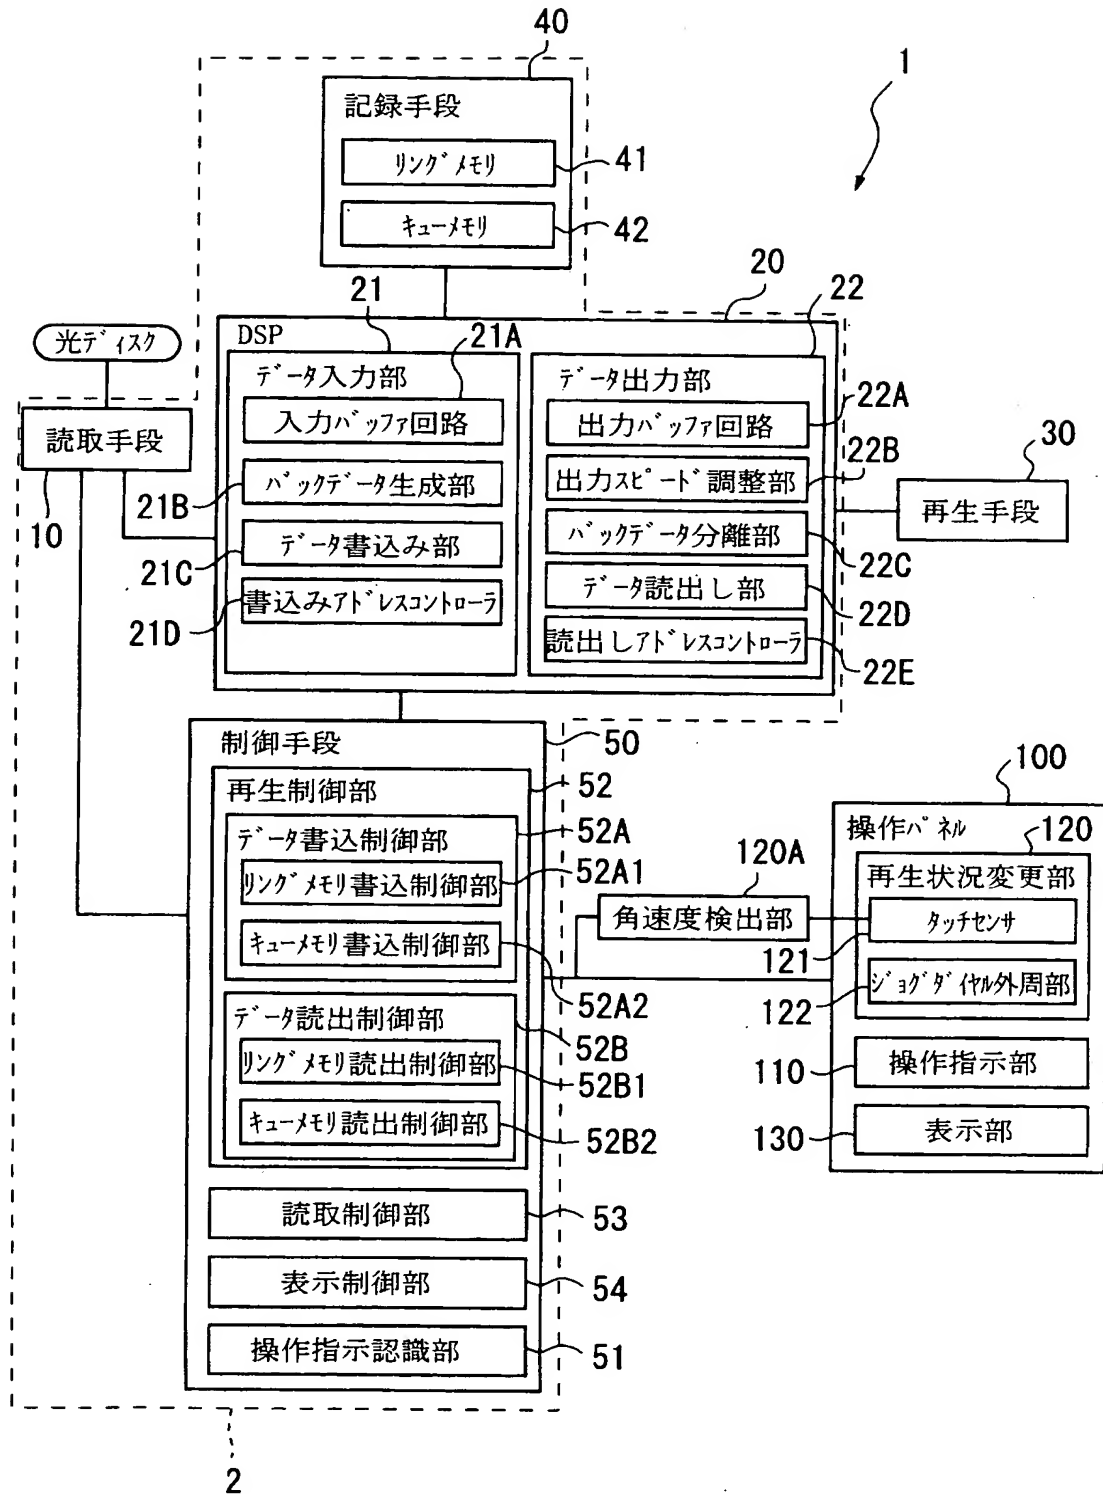 40
1
記録手段
リングメモリ
41
キューメモリ
42
20
21
22
DSP
21A
光ディスク
データ入力部
データ出力部
入力バッファ回路
出力バッファ回路
22A
読取手段
22B
30
バックデータ生成部
出力スピード調整部
21B
再生手段
10
データ書込み部
バックデータ分離部
21C
22C
書込みアドレスコントローラ
データ読出し部
21D
22D
読出しアドレスコントローラ
22E
制御手段
50
再生制御部
52
100
データ書込制御部
52A
操作パネル
120
リングメモリ書込制御部
52A1
120A
再生状況変更部
角速度検出部
タッチセンサ
キューメモリ書込制御部
121
52A2
ジョグダイヤル外周部
122
データ読出制御部
52B
リングメモリ読出制御部
52B1
操作指示部
110
キューメモリ読出制御部
52B2
表示部
130
読取制御部
53
表示制御部
54
操作指示認識部
51
2